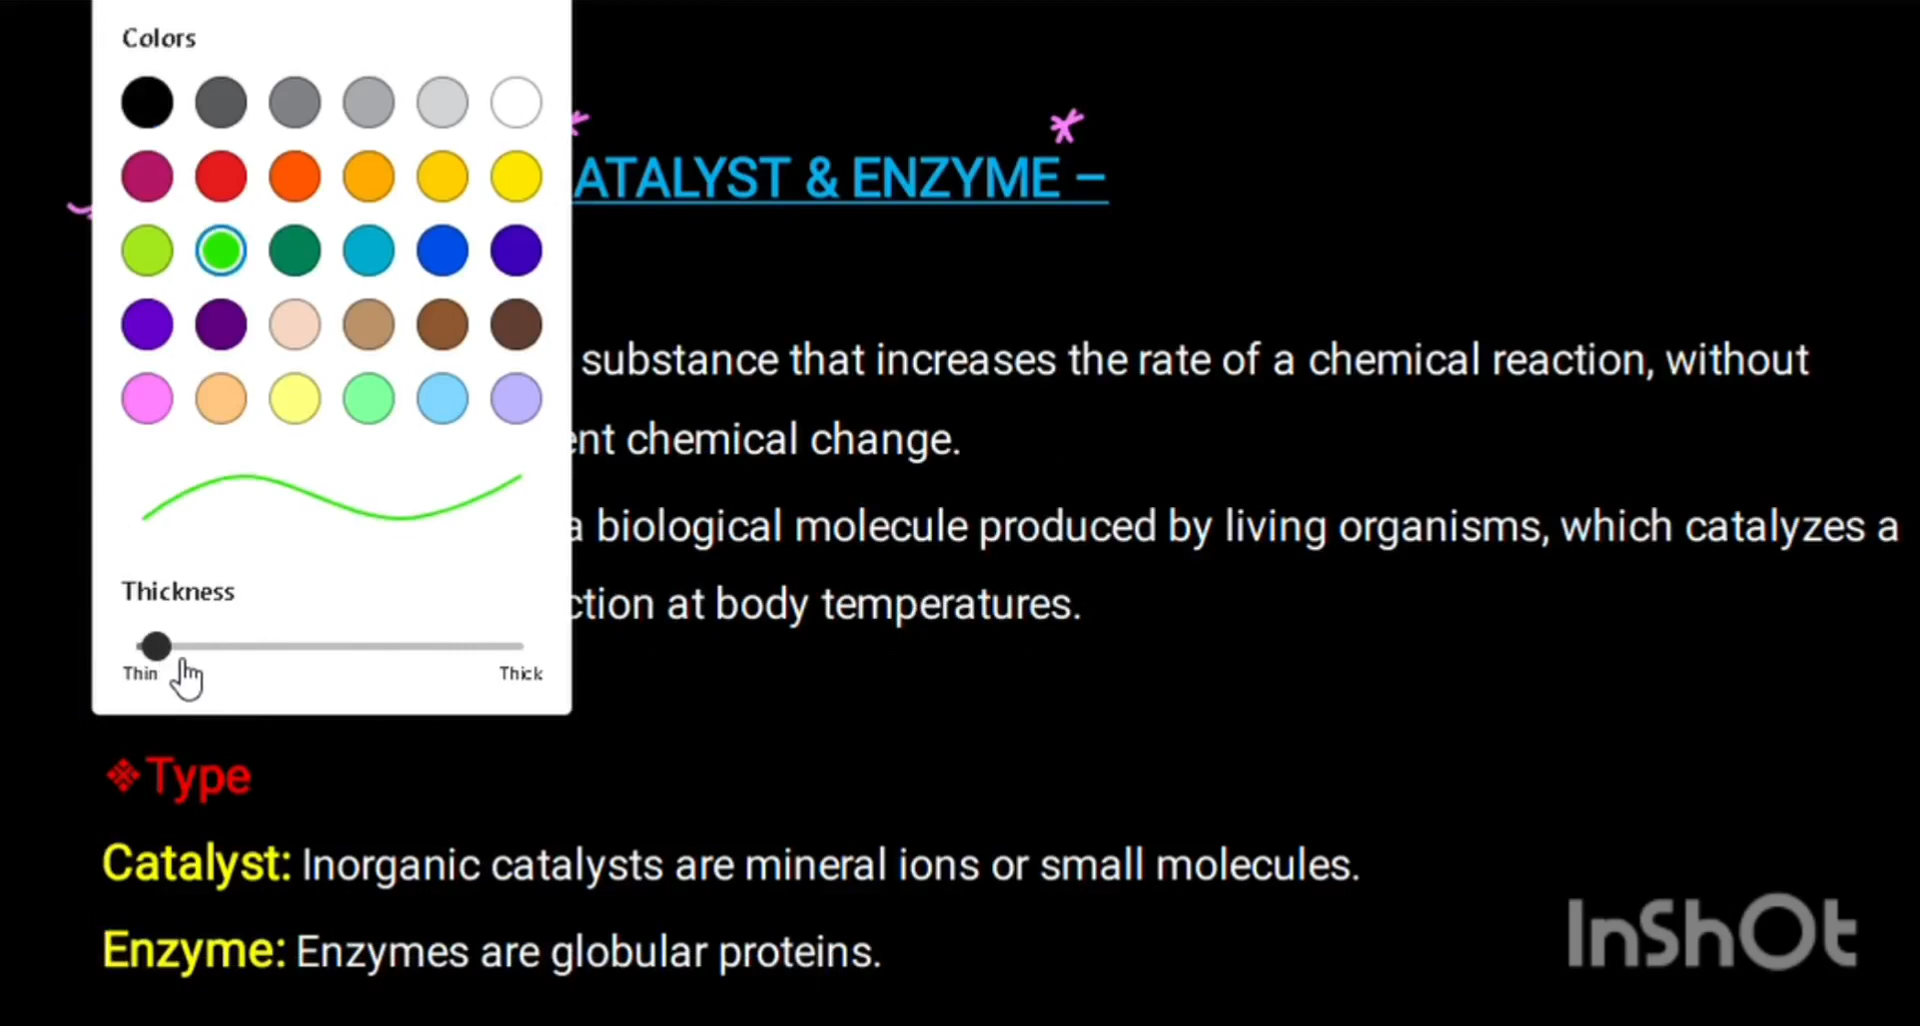 Colors
ATALYST & ENZYME –
substance that increases the rate of a chemical reaction, without
ent chemical change.
a biological molecule produced by living organisms, which catalyzes a
ction at body temperatures.
Thickness
Thin
Thick
❖Type
Catalyst: Inorganic catalysts are mineral ions or small molecules.
Enzyme: Enzymes are globular proteins.
InShOt